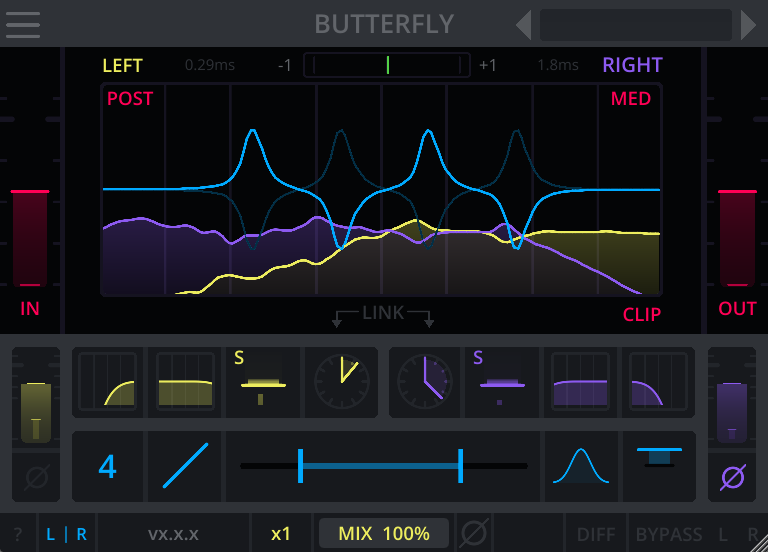 BUTTERFLY
LEFT 0.29ms -1 +1 1.8ms RIGHT
POST MED
IN LINK CLIP OUT
S S
4
? L | R vx.x.x x1 MIX 100% DIFF BYPASS L R